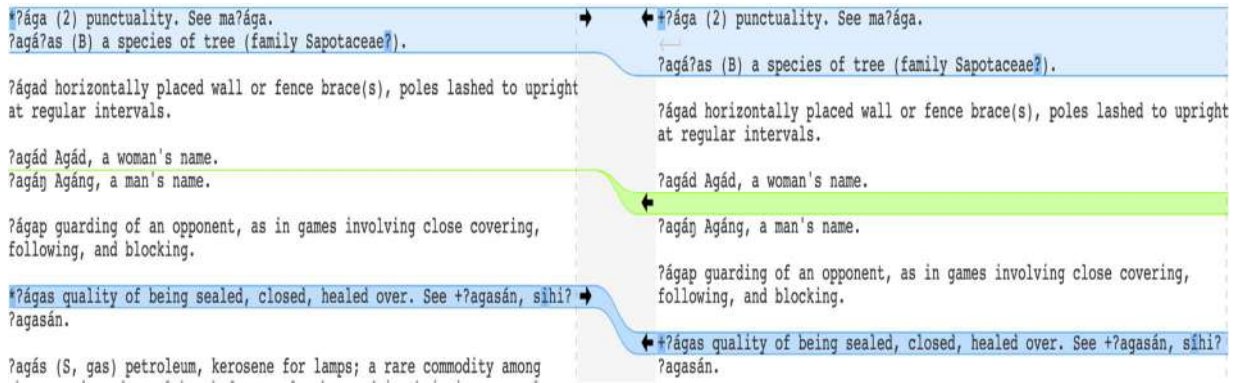 *?ága (2) punctuality. See ma?ága.
?agá?as (B) a species of tree (family Sapotaceae?).
?ágad horizontally placed wall or fence brace(s), poles lashed to upright
at regular intervals.
?agád Agád, a woman's name.
?agáŋ Agáng, a man's name.
?ágap guarding of an opponent, as in games involving close covering,
following, and blocking.
*?ágas quality of being sealed, closed, healed over. See +?agasán, sihi?
?agasán.
?agás (S, gas) petroleum, kerosene for lamps; a rare commodity among
+?ága (2) punctuality. See ma?ága.
?agá?as (B) a species of tree (family Sapotaceae?).
?ágad horizontally placed wall or fence brace(s), poles lashed to upright
at regular intervals.
?agád Agád, a woman's name.
?agáŋ Agáng, a man's name.
?ágap guarding of an opponent, as in games involving close covering,
following, and blocking.
+?ágas quality of being sealed, closed, healed over. See +?agasán, síhi?
?agasán.